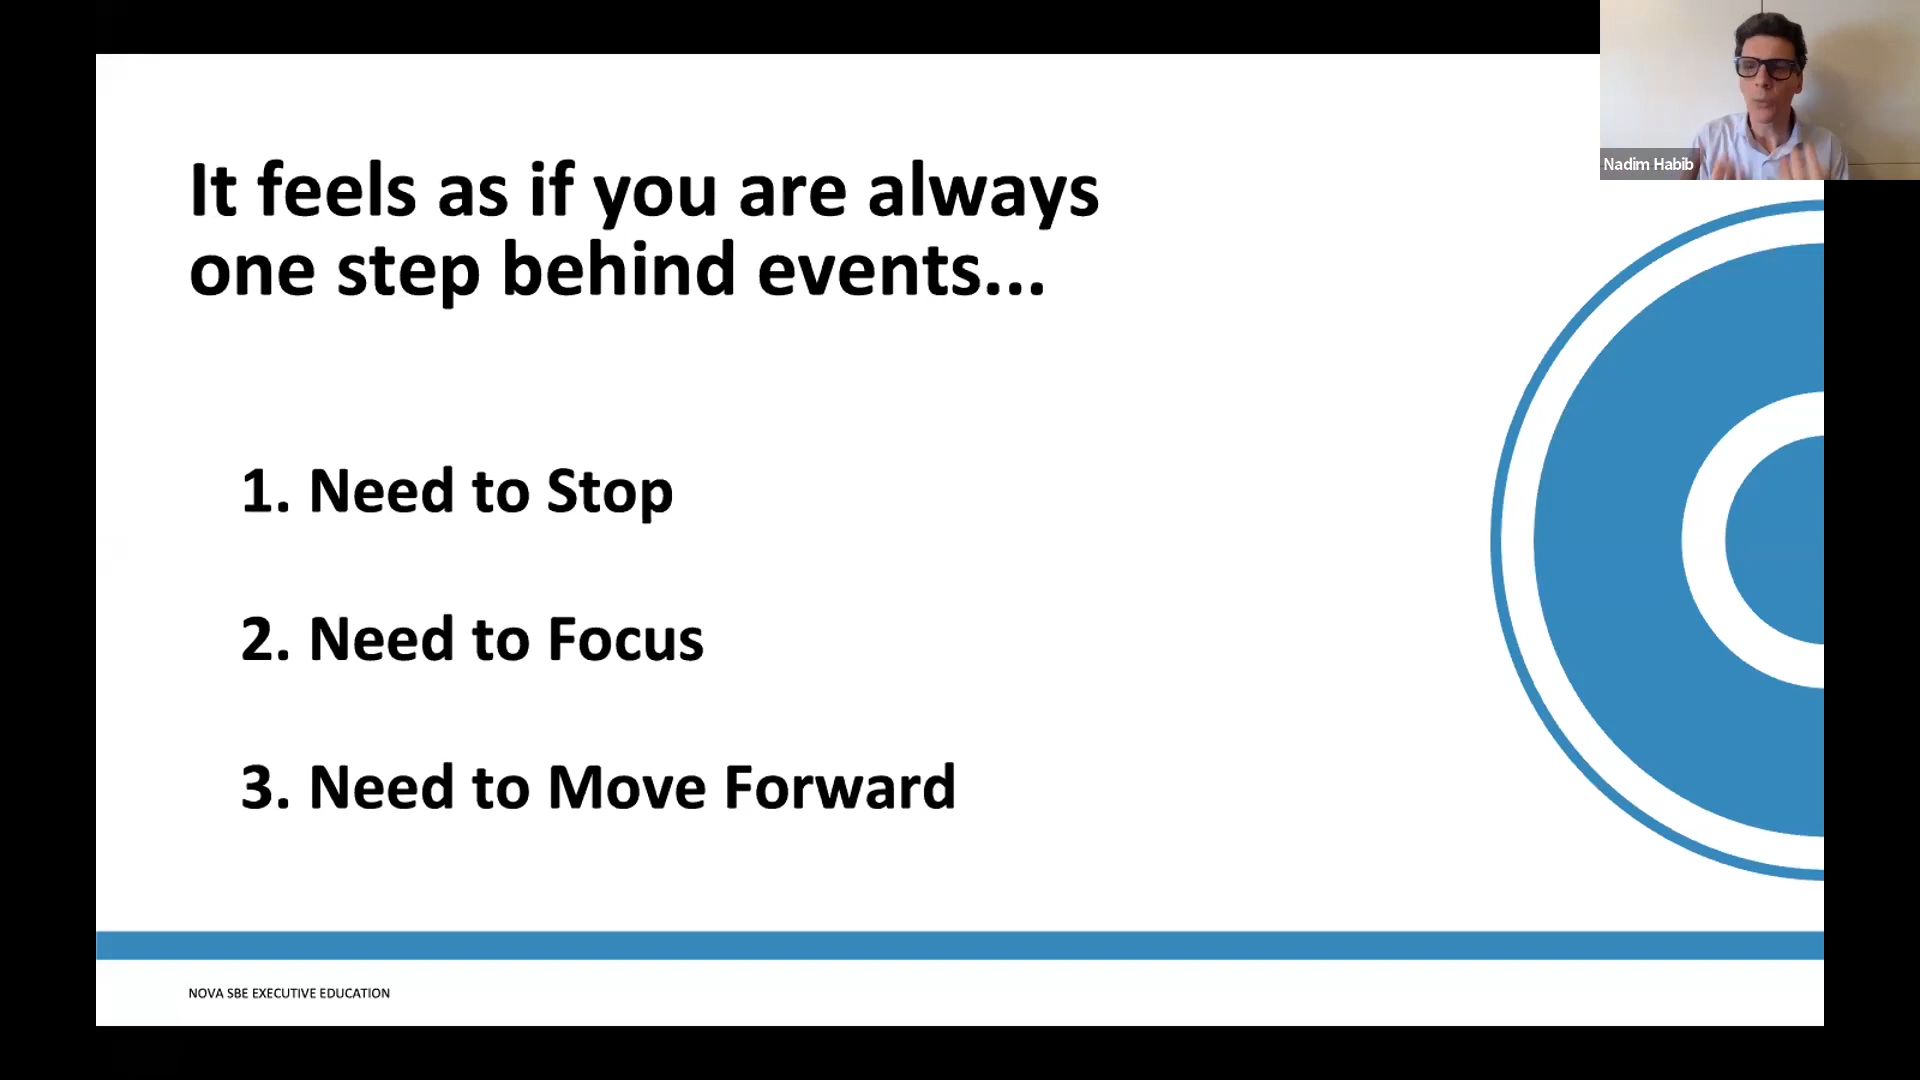 It feels as if you are always
one step behind events...
1. Need to Stop
2. Need to Focus
3. Need to Move Forward
NOVA SBE EXECUTIVE EDUCATION
Nadim Habib